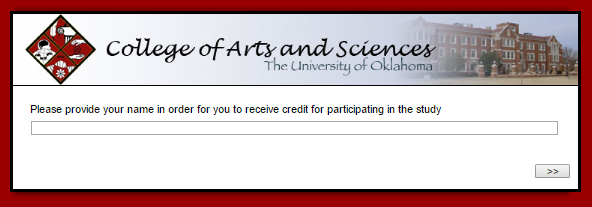 College of Arts and Sciences
The University of Oklahoma
Please provide your name in order for you to receive credit for participating in the study
>>